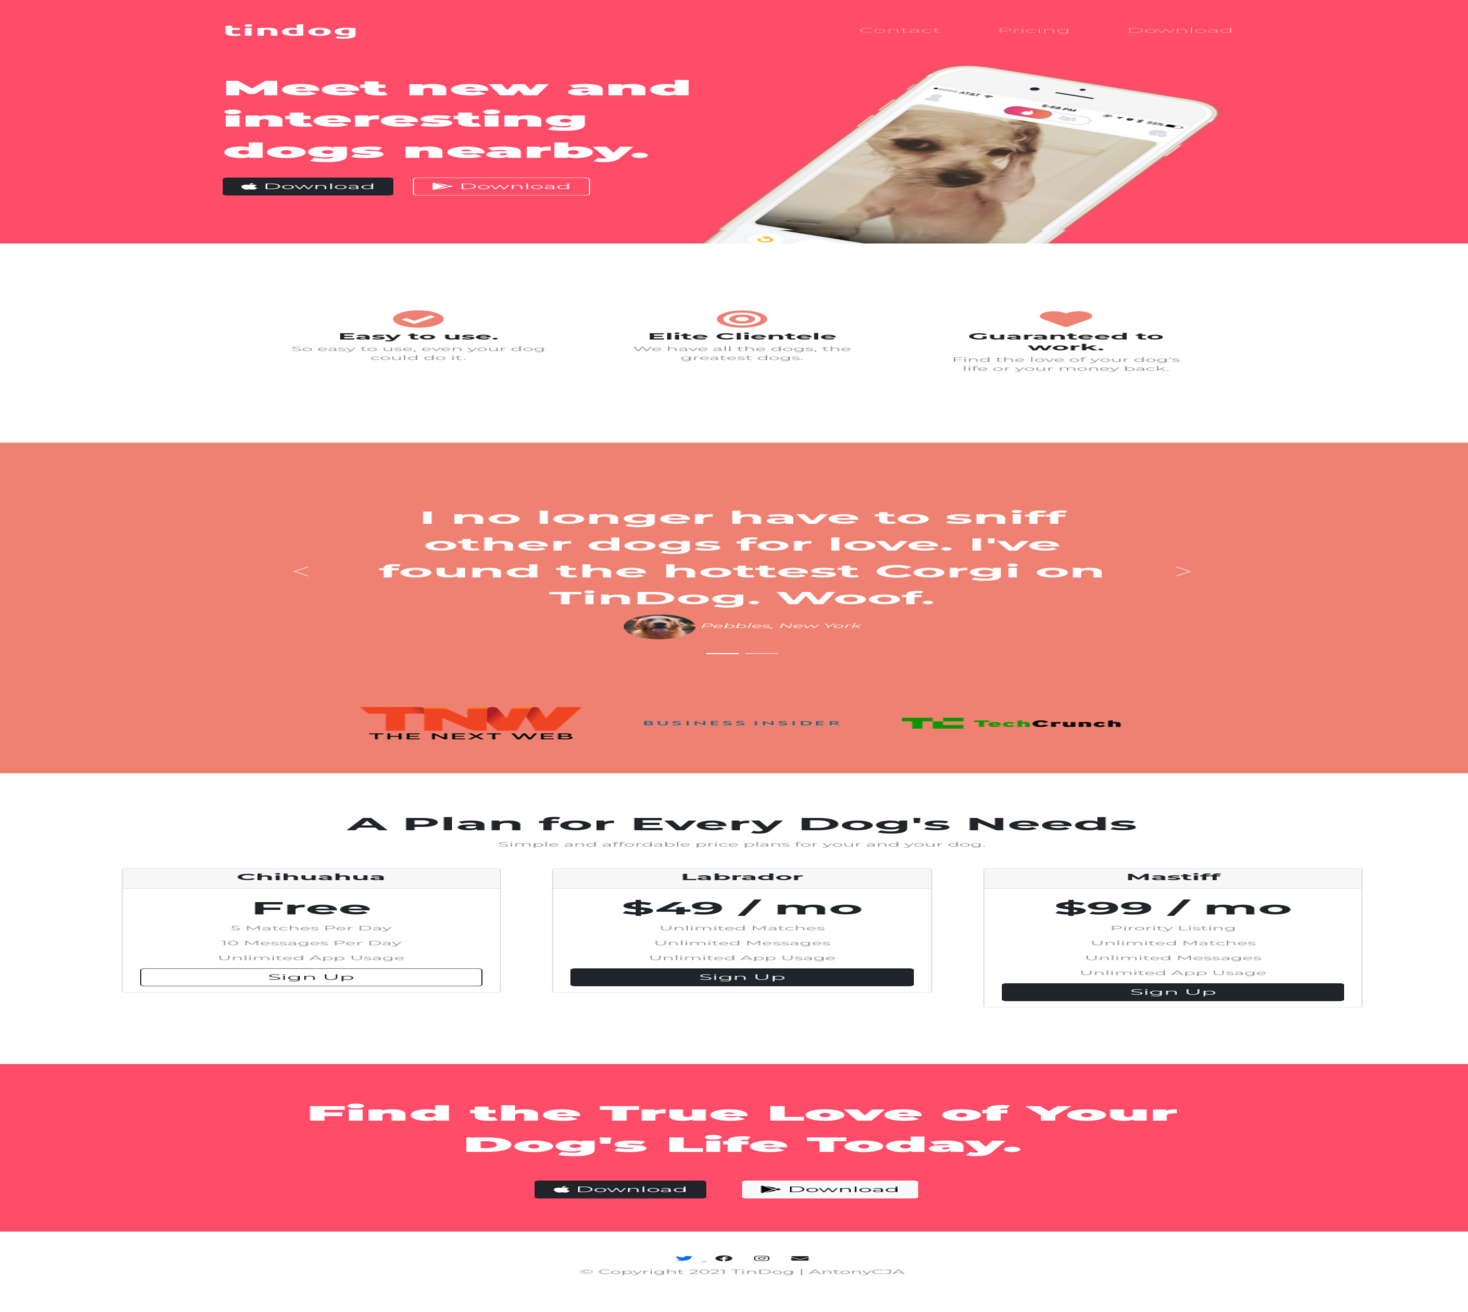 tindog
Contact Pricing Download
Meet new and
interesting
dogs nearby.
Download Download
AT&T 5:58 PM
Easy to use.
So easy to use, even your dog
could do it.
Elite Clientele
We have all the dogs, the
greatest dogs.
Guaranteed to
work.
Find the love of your dog's
life or your money back.
I no longer have to sniff
other dogs for love. I've
found the hottest Corgi on
TinDog. Woof.
Pebbles, New York
TNW
THE NEXT WEB
BUSINESS INSIDER
TC TechCrunch
A Plan for Every Dog's Needs
Simple and affordable price plans for your and your dog.
Chihuahua
Free
5 Matches Per Day
10 Messages Per Day
Unlimited App Usage
Sign Up
Labrador
$49 / mo
Unlimited Matches
Unlimited Messages
Unlimited App Usage
Sign Up
Mastiff
$99 / mo
Pirority Listing
Unlimited Matches
Unlimited Messages
Unlimited App Usage
Sign Up
Find the True Love of Your
Dog's Life Today.
Download Download
© Copyright 2021 TinDog | AntonyCJA